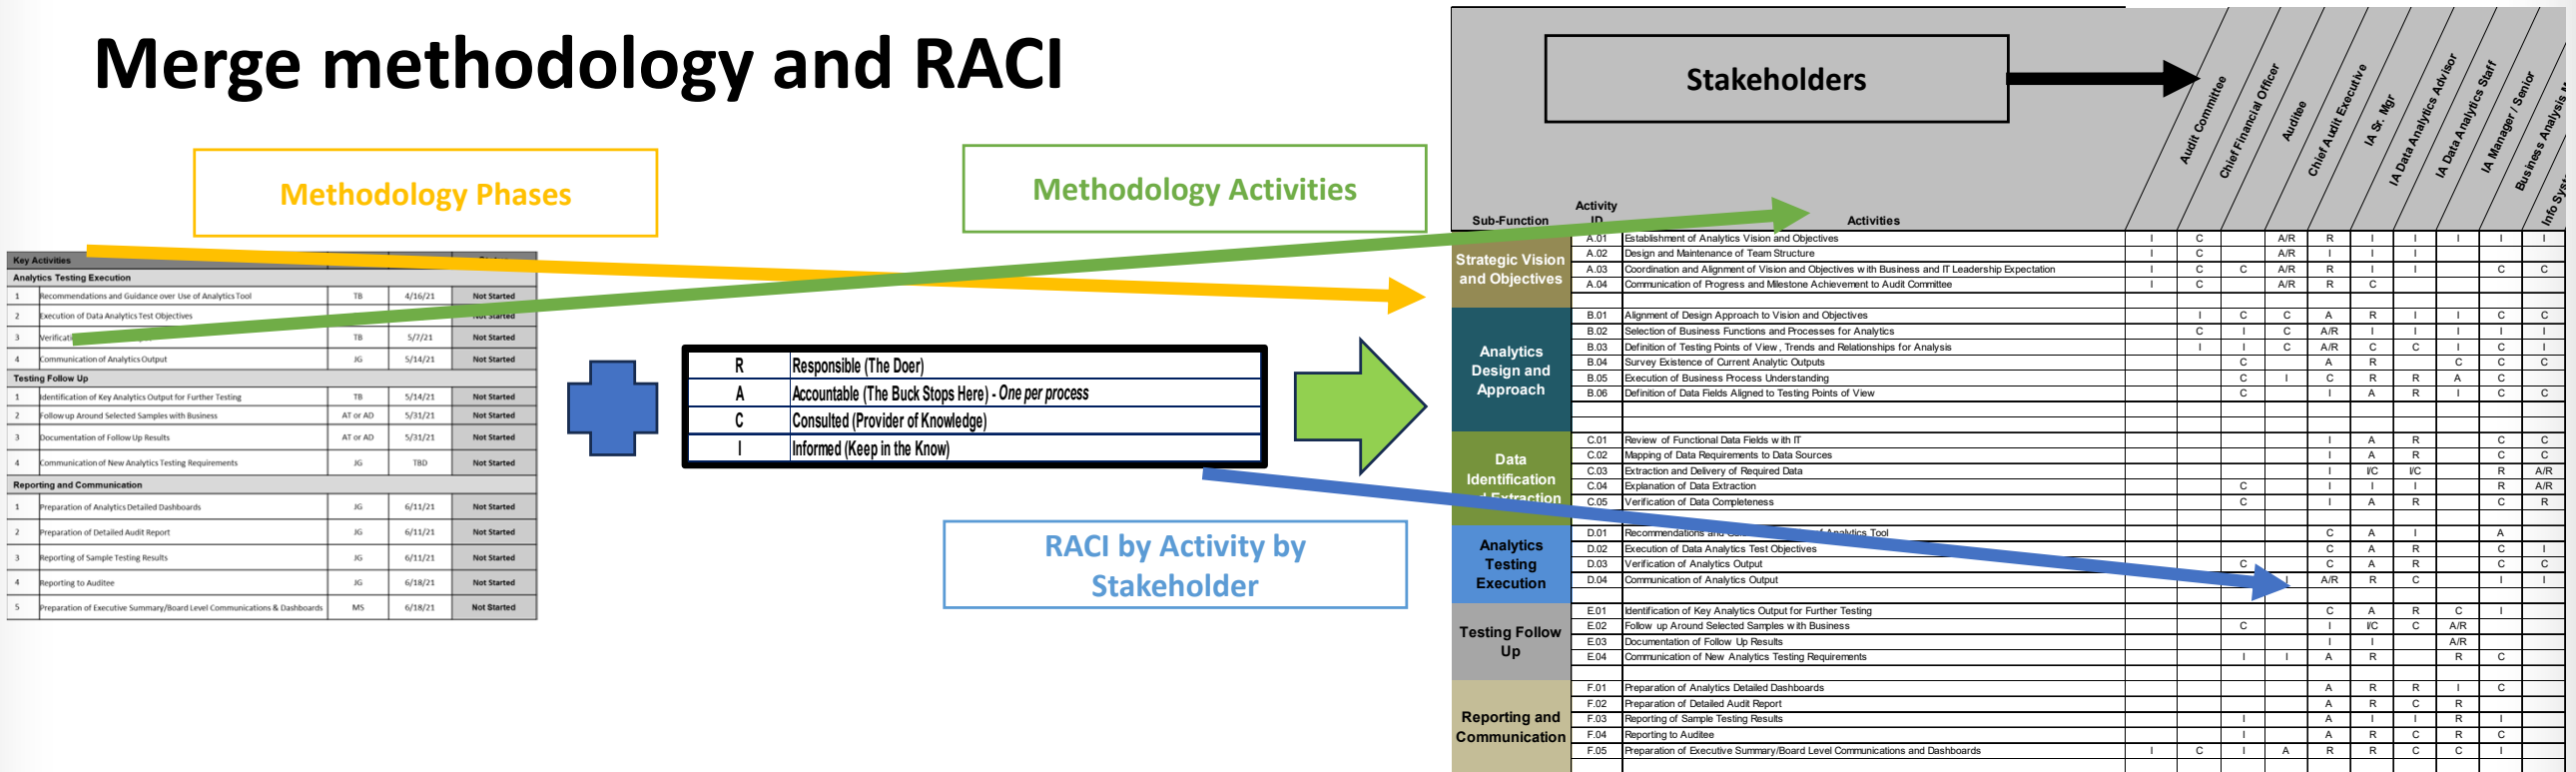 Merge methodology and RACI
Methodology Phases
Methodology Activities
Stakeholders
Key Activities
Analytics Testing Execution
1 Recommendations and Guidance over Use of Analytics Tool TB 4/16/21 Not Started
2 Execution of Data Analytics Test Objectives Not Started
3 TB 5/7/21 Not Started
4 Communication of Analytics Output JG 5/14/21 Not Started
Testing Follow Up
1 Identification of Key Analytics Output for Further Testing TB 5/14/21 Not Started
2 Follow up Around Selected Samples with Business AT or AD 5/31/21 Not Started
3 Documentation of Follow Up Results AT or AD 5/31/21 Not Started
4 Communication of New Analytics Testing Requirements JG TBD Not Started
Reporting and Communication
1 Preparation of Analytics Detailed Dashboards JG 6/11/21 Not Started
2 Preparation of Detailed Audit Report JG 6/11/21 Not Started
3 Reporting of Sample Testing Results JG 6/11/21 Not Started
4 Reporting to Auditee JG 6/18/21 Not Started
5 Preparation of Executive Summary/Board Level Communications & Dashboards MS 6/18/21 Not Started
R Responsible (The Doer)
A Accountable (The Buck Stops Here) - One per process
C Consulted (Provider of Knowledge)
I Informed (Keep in the Know)
RACI by Activity by
Stakeholder
Audit Committee
Chief Financial Officer
Auditee
Chief Audit Executive
IA Sr. Mgr
IA Data Analytics Advisor
IA Data Analytics Staff
IA Manager / Senior
Business Analysis
Info
Sub-Function Activity ID Activities
Strategic Vision
and Objectives
A.01 Establishment of Analytics Vision and Objectives I C A/R R I I I I I
A.02 Design and Maintenance of Team Structure I C A/R I I I
A.03 Coordination and Alignment of Vision and Objectives with Business and IT Leadership Expectation I C C A/R R I I C C
A.04 Communication of Progress and Milestone Achievement to Audit Committee I C A/R R C
Analytics
Design and
Approach
B.01 Alignment of Design Approach to Vision and Objectives I C C A R I I C C
B.02 Selection of Business Functions and Processes for Analytics C I C A/R I I I I I
B.03 Definition of Testing Points of View, Trends and Relationships for Analysis I I C A/R C C I C I
B.04 Survey Existence of Current Analytic Outputs C A R C C C
B.05 Execution of Business Process Understanding C I C R R A C
B.06 Definition of Data Fields Aligned to Testing Points of View C I A R I C C
Data
Identification
Extraction
C.01 Review of Functional Data Fields with IT I A R C C
C.02 Mapping of Data Requirements to Data Sources I A R C C
C.03 Extraction and Delivery of Required Data I I/C I/C R A/R
C.04 Explanation of Data Extraction C I I I R A/R
C.05 Verification of Data Completeness C I A R C R
Analytics
Testing
Execution
D.01 Recommendations and of Analytics Tool C A I A
D.02 Execution of Data Analytics Test Objectives C A R C I
D.03 Verification of Analytics Output C C A R C C
D.04 Communication of Analytics Output I A/R R C I I
Testing Follow
Up
E.01 Identification of Key Analytics Output for Further Testing C A R C I
E.02 Follow up Around Selected Samples with Business C I I/C C A/R
E.03 Documentation of Follow Up Results I I A/R
E.04 Communication of New Analytics Testing Requirements I I A R R C
Reporting and
Communication
F.01 Preparation of Analytics Detailed Dashboards A R R I C
F.02 Preparation of Detailed Audit Report A R C R
F.03 Reporting of Sample Testing Results I A I I R I
F.04 Reporting to Auditee I A R C R C
F.05 Preparation of Executive Summary/Board Level Communications and Dashboards I C I A R R C C I